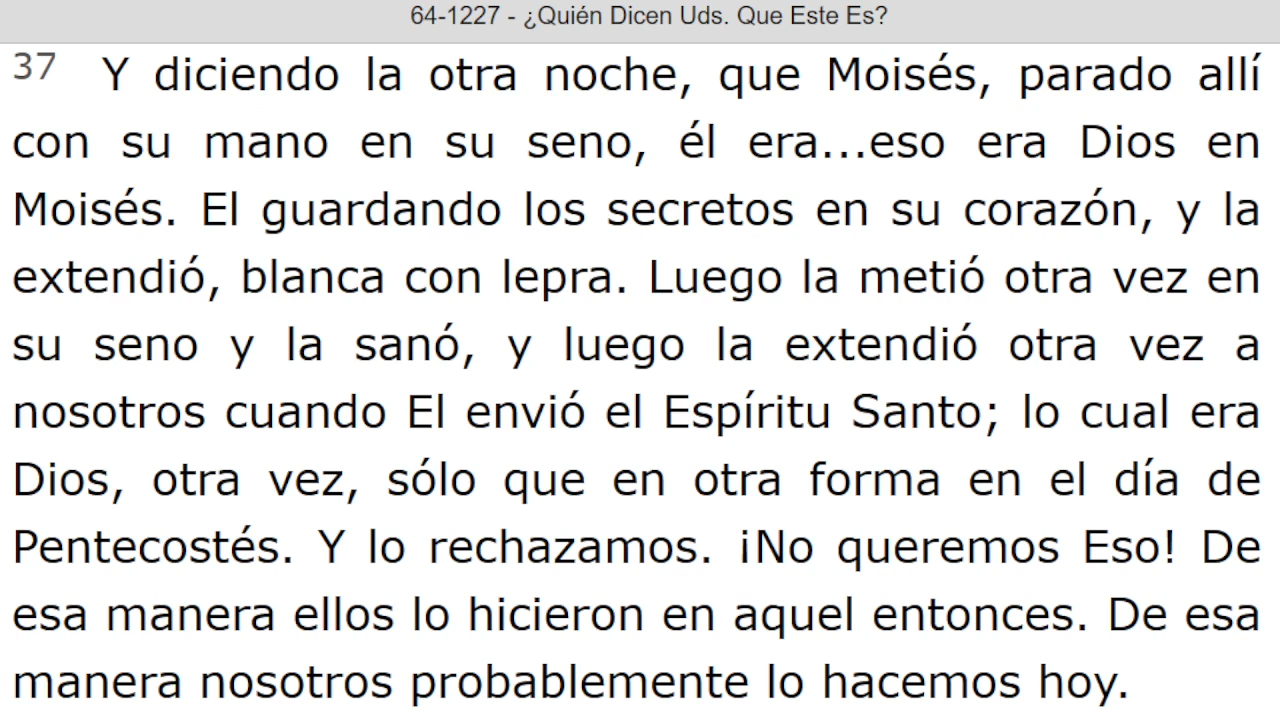 64-1227 - ¿Quién Dicen Uds. Que Este Es?
37 Y diciendo la otra noche, que Moisés, parado allí
con su mano en su seno, él era...eso era Dios en
Moisés. El guardando los secretos en su corazón, y la
extendió, blanca con lepra. Luego la metió otra vez en
su seno y la sanó, y luego la extendió otra vez a
nosotros cuando El envió el Espíritu Santo; lo cual era
Dios, otra vez, sólo que en otra forma en el día de
Pentecostés. Y lo rechazamos. ¡No queremos Eso! De
esa manera ellos lo hicieron en aquel entonces. De esa
manera nosotros probablemente lo hacemos hoy.